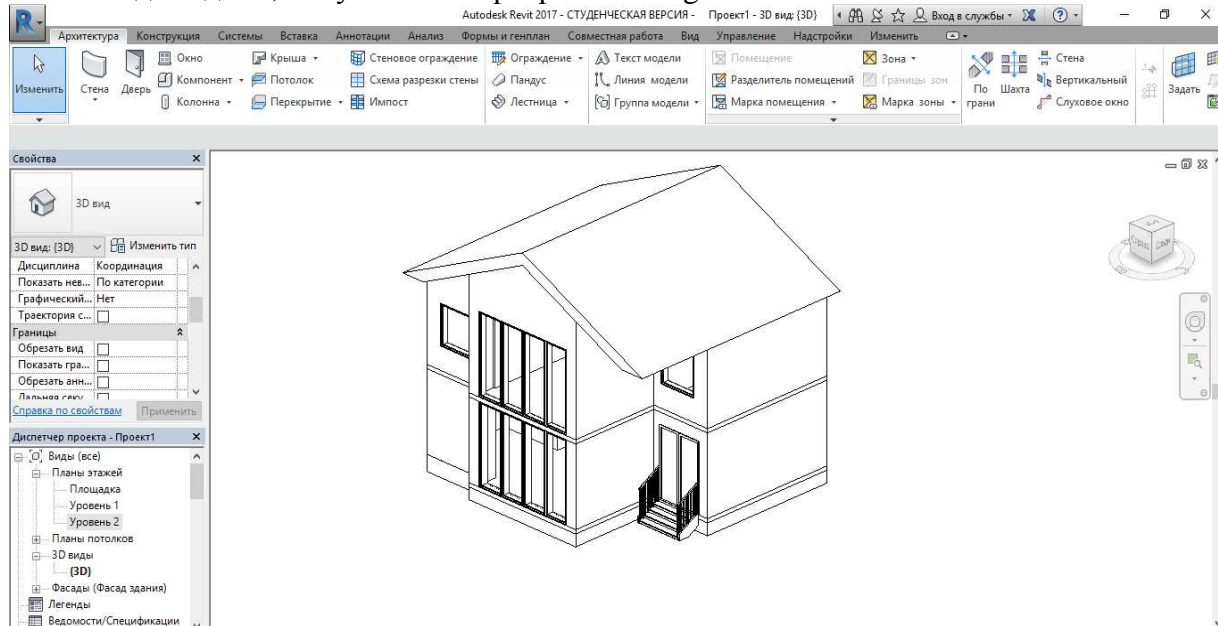 Autodesk Revit 2017 - СТУДЕНЧЕСКАЯ ВЕРСИЯ - Проект1 - 3D вид: {3D} Вход в службы
Архитектура Конструкция Системы Вставка Аннотации Анализ Формы и генплан Совместная работа Вид Управление Надстройки Изменить
Изменить
Стена
Дверь
Окно
Компонент
Колонна
Крыша
Потолок
Перекрытие
Стеновое ограждение
Схема разрезки стены
Импост
Ограждение
Пандус
Лестница
Текст модели
Линия модели
Группа модели
Помещение
Разделитель помещений
Марка помещения
Зона
Границы зон
Марка зоны
По грани
Шахта
Стена
Вертикальный
Слуховое окно
Задать
Свойства
3D вид
3D вид: {3D} Изменить тип
Дисциплина Координация
Показать нев... По категории
Графический... Нет
Траектория с...
Границы
Обрезать вид
Показать гра...
Обрезать анн...
Справка по свойствам Применить
Диспетчер проекта - Проект1
Виды (все)
Планы этажей
Площадка
Уровень 1
Уровень 2
Планы потолков
3D виды
{3D}
Фасады (Фасад здания)
Легенды
Ведомости/Спецификации